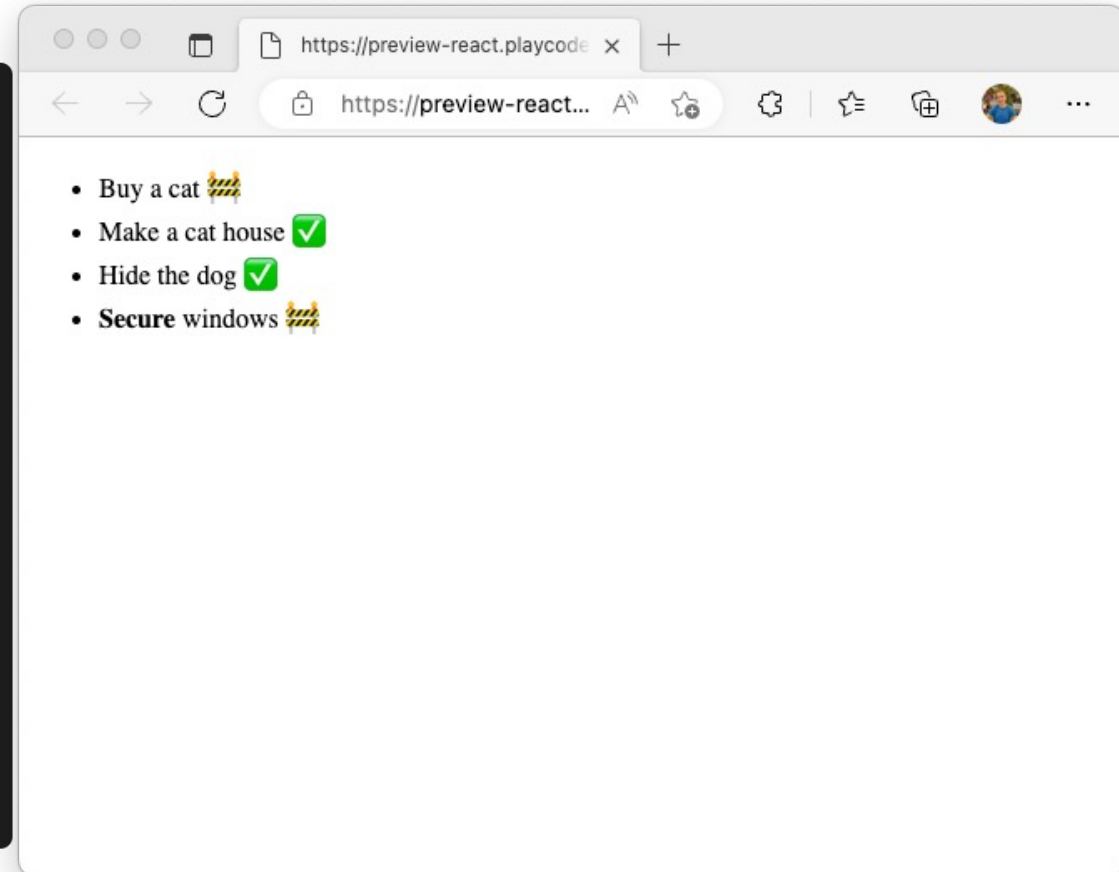 https://preview-react.playcode
https://preview-react...
• Buy a cat 🚧
• Make a cat house ✅
• Hide the dog ✅
• Secure windows 🚧